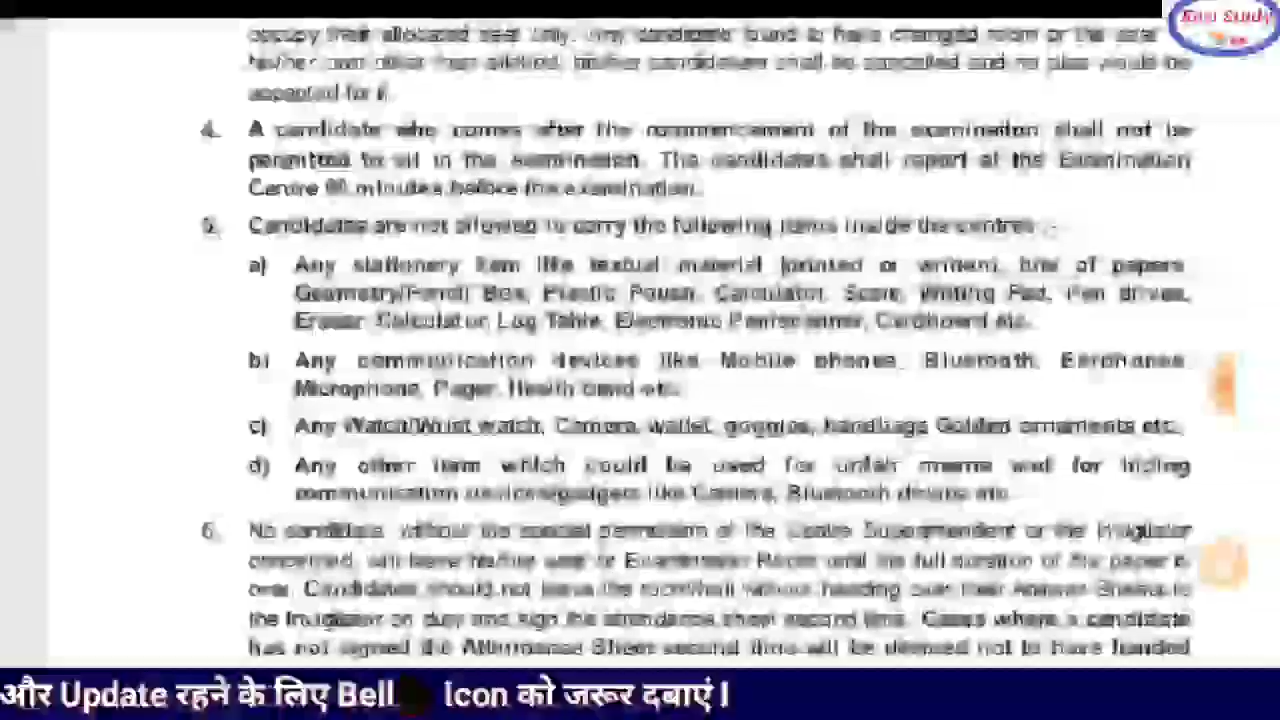 occupy their allocated seat only. Any candidate found to have changed room or the seat
his/her own other than allotted, his/her candidature shall be cancelled and no plea would be
accepted for it.
4. A candidate who comes after the commencement of the examination shall not be
permitted to sit in the examination. The candidates shall report at the Examination
Centre 90 minutes before the examination.
5. Candidates are not allowed to carry the following items inside the centres :-
a) Any stationery item like textual material (printed or written), bits of papers,
Geometry/Pencil Box, Plastic Pouch, Calculator, Scale, Writing Pad, Pen drives,
Eraser, Calculator, Log Table, Electronic Pen/scanner, Cardboard etc.
b) Any communication devices like Mobile phones, Bluetooth, Earphones,
Microphone, Pager, Health band etc.
c) Any Watch/Wrist watch, Camera, wallet, goggles, handbags Golden ornaments etc.
d) Any other item which could be used for unfair means and for hiding
communication devices/gadgets like Camera, Bluetooth devices etc.
6. No candidate, without the special permission of the Centre Superintendent or the Invigilator
concerned, will leave his/her seat or Examination Room until the full duration of the paper is
over. Candidates should not leave the room/hall without handing over their Answer Sheets to
the Invigilator on duty and sign the attendance sheet second time. Cases where a candidate
has not signed the Attendance Sheet second time will be deemed not to have handed
Study
और Update रहने के लिए Bell Icon को जरूर दबाएं I